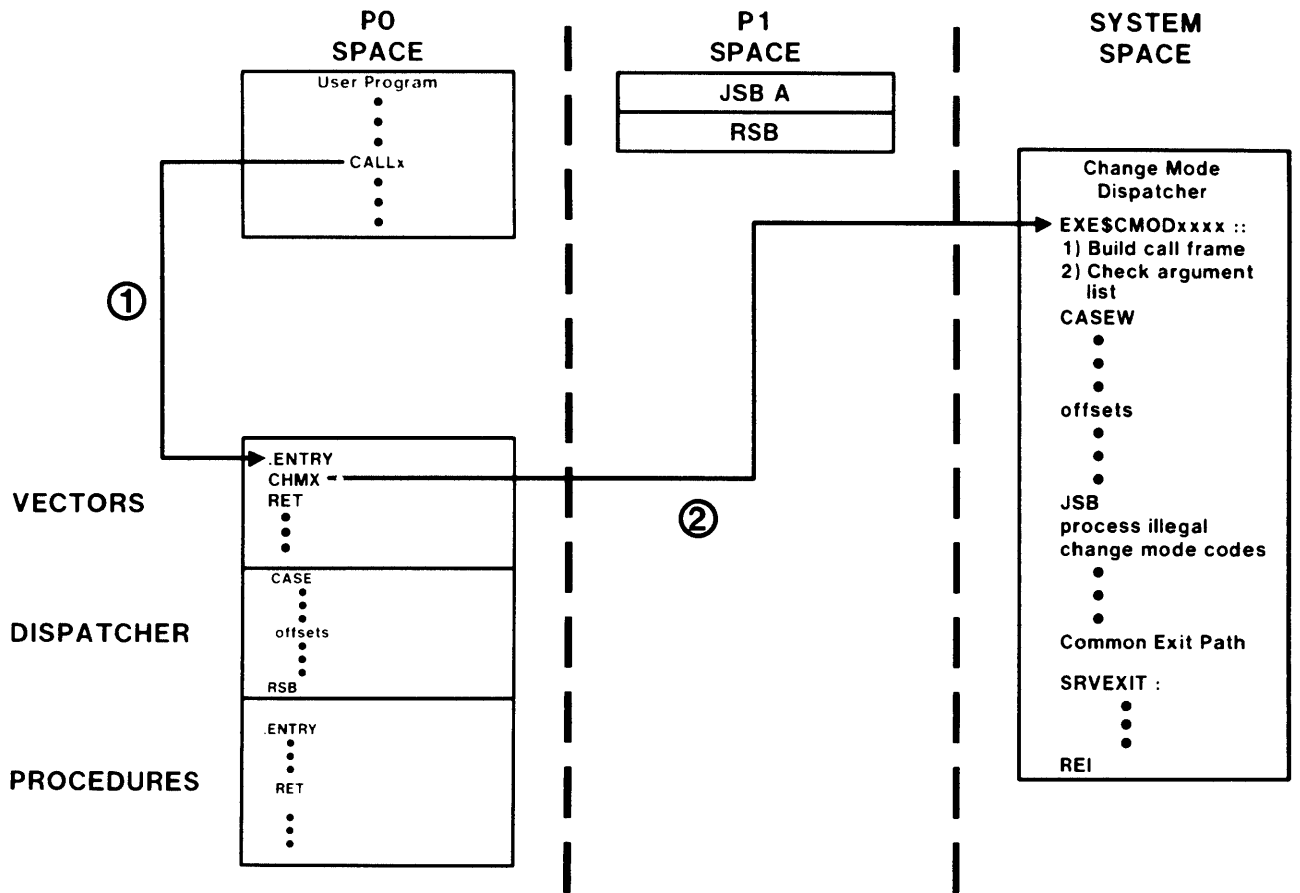 P0
SPACE
User Program
CALLx
①
VECTORS
.ENTRY
CHMX
RET
DISPATCHER
CASE
offsets
RSB
PROCEDURES
.ENTRY
RET
P1
SPACE
JSB A
RSB
②
SYSTEM
SPACE
Change Mode
Dispatcher
EXE$CMODxxxx ::
1) Build call frame
2) Check argument
list
CASEW
offsets
JSB
process illegal
change mode codes
Common Exit Path
SRVEXIT :
REI